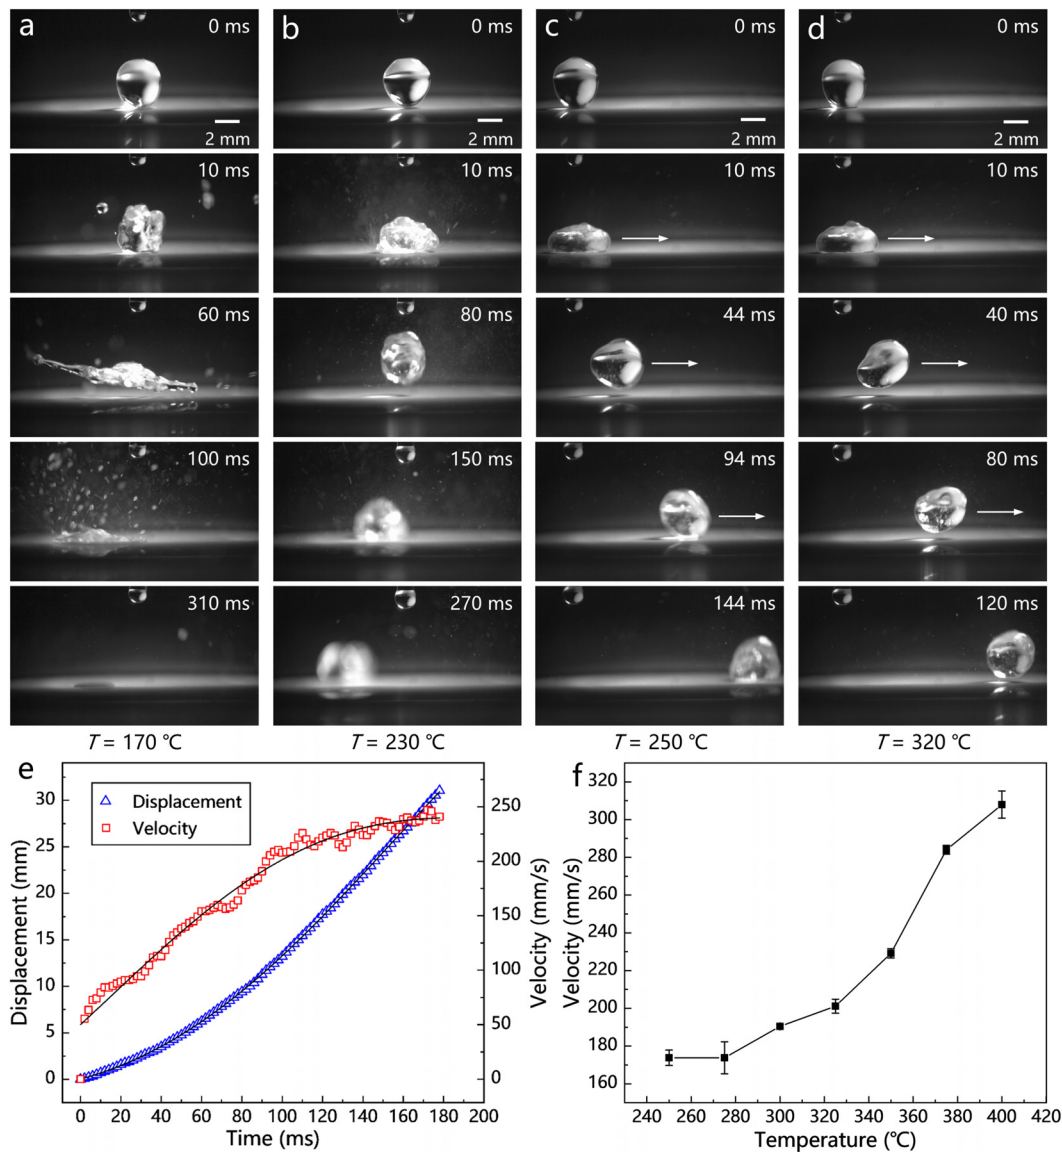 a
0 ms
2 mm
10 ms
60 ms
100 ms
310 ms
T = 170 ℃
b
0 ms
2 mm
10 ms
80 ms
150 ms
270 ms
T = 230 ℃
c
0 ms
2 mm
10 ms
44 ms
94 ms
144 ms
T = 250 ℃
d
0 ms
2 mm
10 ms
40 ms
80 ms
120 ms
T = 320 ℃
e
Displacement
Velocity
30
25
20
15
10
5
0
Displacement (mm)
250
200
150
100
50
0
Velocity (mm/s)
0 20 40 60 80 100 120 140 160 180 200
Time (ms)
f
320
300
280
260
240
220
200
180
160
Velocity (mm/s)
240 260 280 300 320 340 360 380 400 420
Temperature (℃)